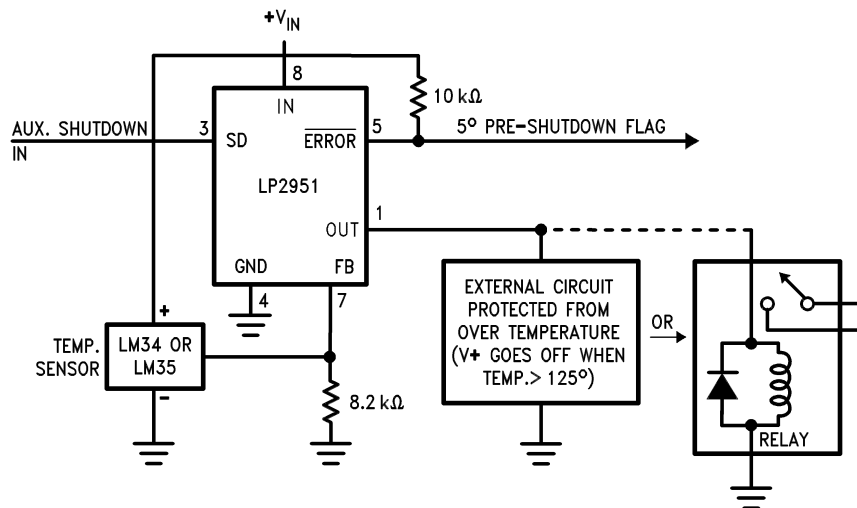 +VIN
8
10 kΩ
IN
AUX. SHUTDOWN
IN
3
SD
ERROR
5
5° PRE-SHUTDOWN FLAG
LP2951
1
OUT
GND
FB
4
7
+
TEMP.
SENSOR
LM34 OR
LM35
-
8.2 kΩ
EXTERNAL CIRCUIT
PROTECTED FROM
OVER TEMPERATURE
(V+ GOES OFF WHEN
TEMP.> 125°)
OR
RELAY